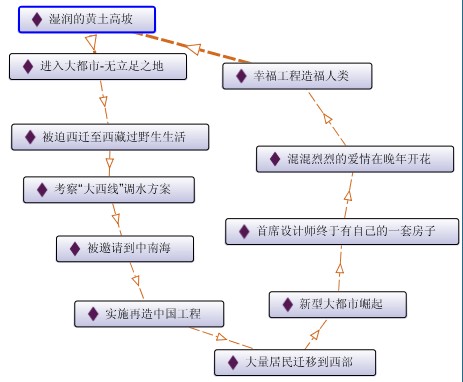 湿润的黄土高坡
进入大都市-无立足之地
幸福工程造福人类
被迫西迁至西藏过野生生活
混混烈烈的爱情在晚年开花
考察“大西线”调水方案
首席设计师终于有自己的一套房子
被邀请到中南海
新型大都市崛起
实施再造中国工程
大量居民迁移到西部